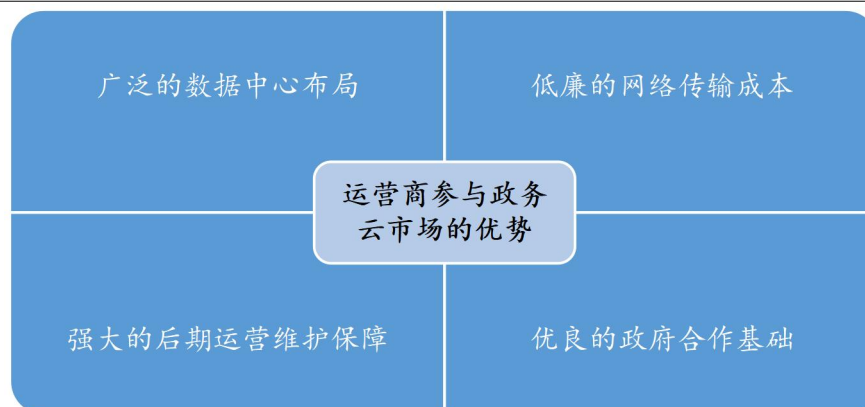 广泛的数据中心布局
低廉的网络传输成本
运营商参与政务
云市场的优势
强大的后期运营维护保障
优良的政府合作基础